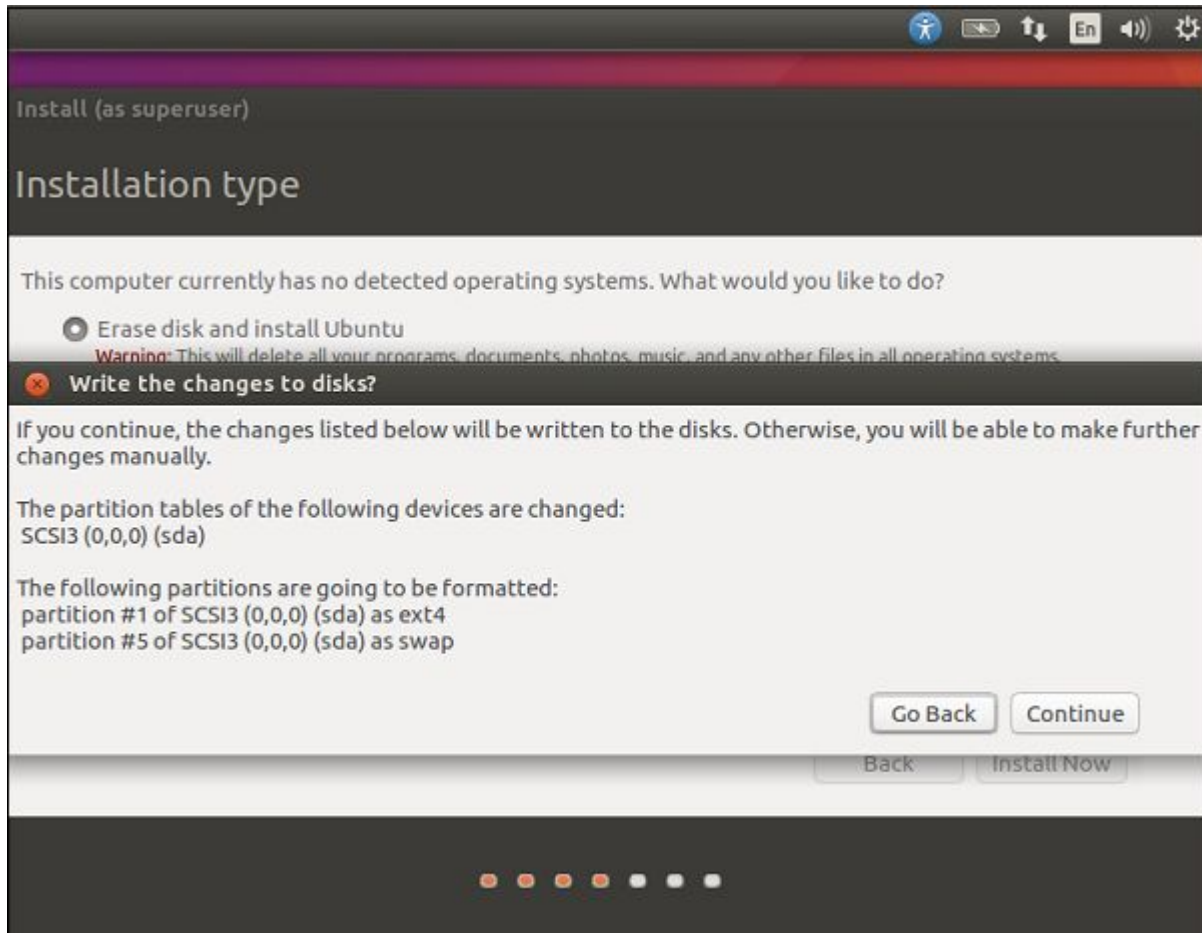 En
Install (as superuser)
Installation type
This computer currently has no detected operating systems. What would you like to do?
Erase disk and install Ubuntu
Warning: This will delete all your programs, documents, photos, music, and any other files in all operating systems.
Write the changes to disks?
If you continue, the changes listed below will be written to the disks. Otherwise, you will be able to make further
changes manually.
The partition tables of the following devices are changed:
SCSI3 (0,0,0) (sda)
The following partitions are going to be formatted:
partition #1 of SCSI3 (0,0,0) (sda) as ext4
partition #5 of SCSI3 (0,0,0) (sda) as swap
Go Back Continue
Back Install Now